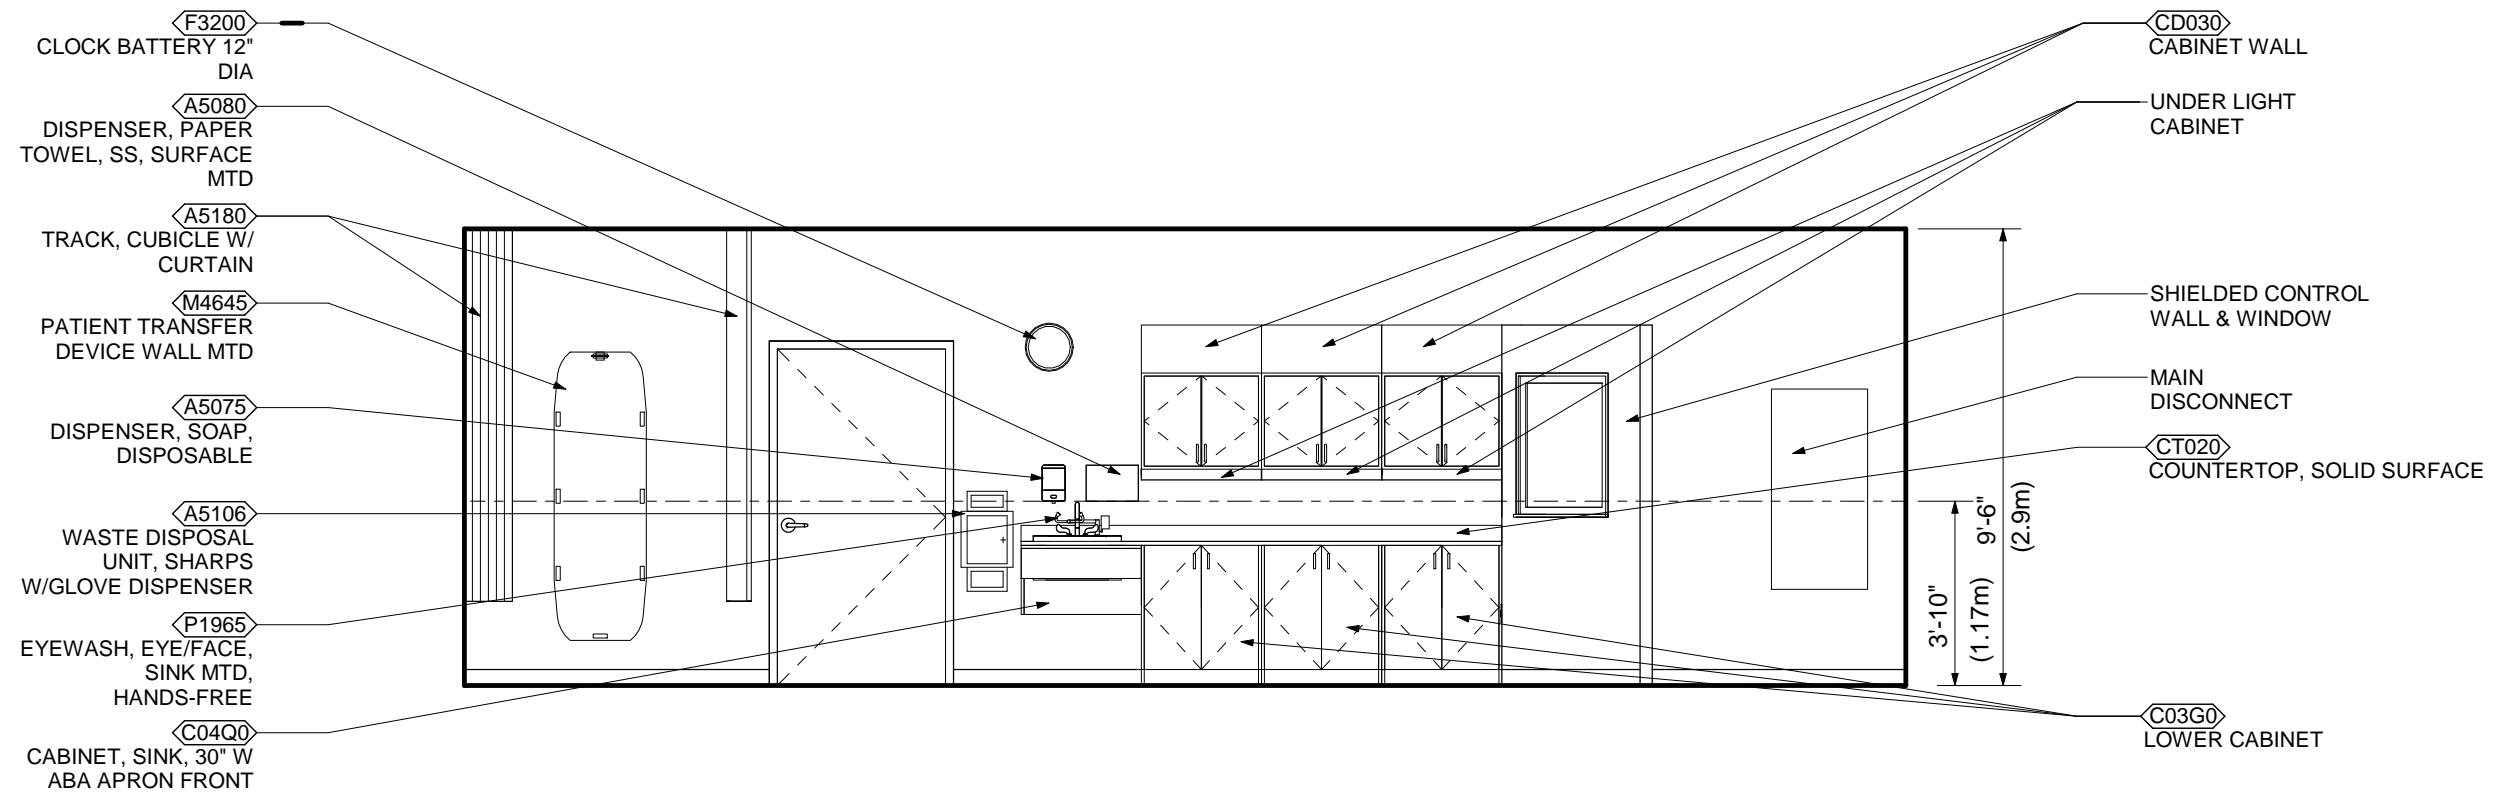 F3200
CLOCK BATTERY 12"
DIA
A5080
DISPENSER, PAPER
TOWEL, SS, SURFACE
MTD
A5180
TRACK, CUBICLE W/
CURTAIN
M4645
PATIENT TRANSFER
DEVICE WALL MTD
A5075
DISPENSER, SOAP,
DISPOSABLE
A5106
WASTE DISPOSAL
UNIT, SHARPS
W/GLOVE DISPENSER
P1965
EYEWASH, EYE/FACE,
SINK MTD,
HANDS-FREE
C04Q0
CABINET, SINK, 30" W
ABA APRON FRONT
CD030
CABINET WALL
UNDER LIGHT
CABINET
SHIELDED CONTROL
WALL & WINDOW
MAIN
DISCONNECT
CT020
COUNTERTOP, SOLID SURFACE
3'-10"
(1.17m)
9'-6"
(2.9m)
C03G0
LOWER CABINET